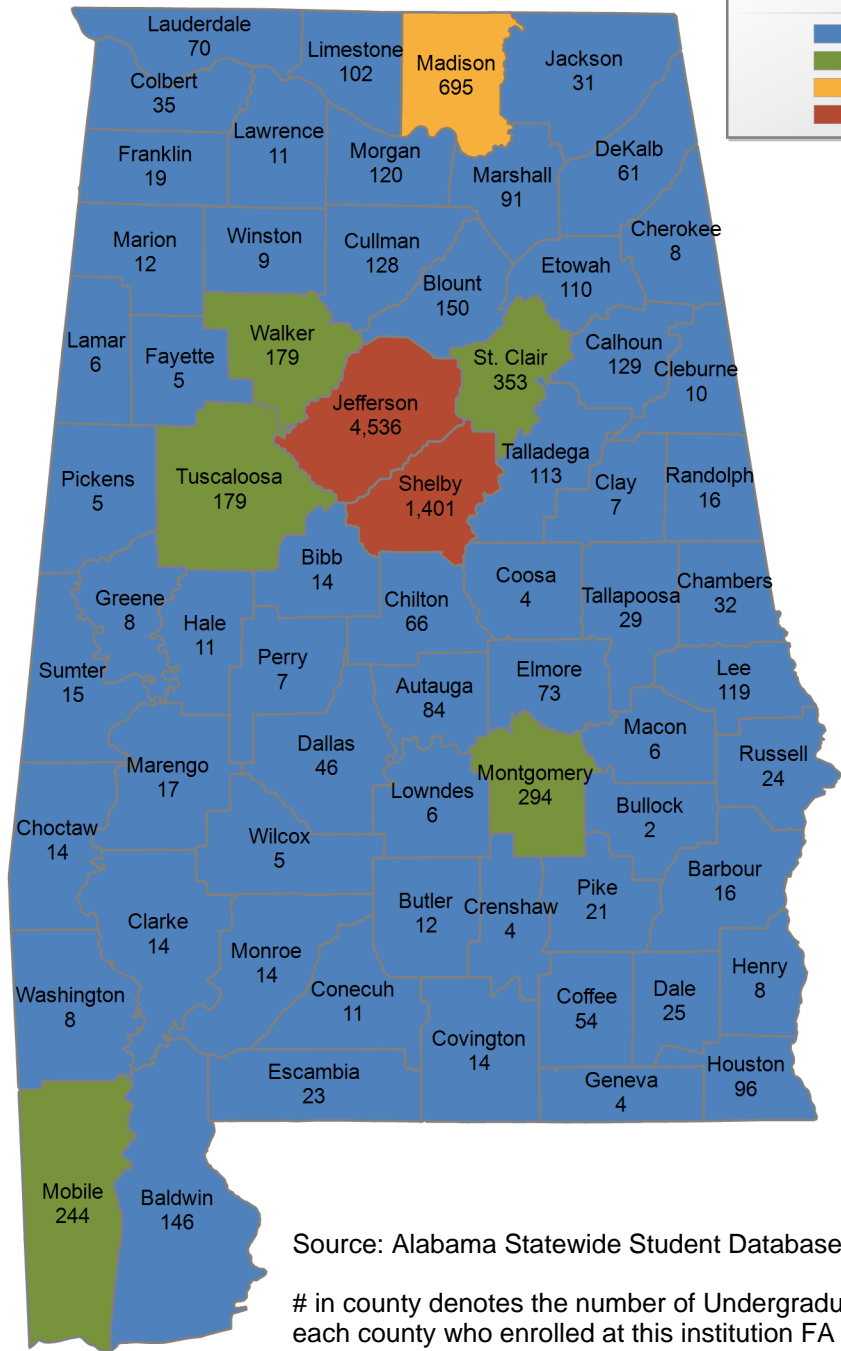 Lauderdale
70
Limestone
102
Madison
695
Jackson
31
Colbert
35
Lawrence
11
Franklin
19
Morgan
120
Marshall
91
DeKalb
61
Marion
12
Winston
9
Cullman
128
Blount
150
Etowah
110
Cherokee
8
Lamar
6
Fayette
5
Walker
179
Jefferson
4,536
St. Clair
353
Calhoun
129
Cleburne
10
Pickens
5
Tuscaloosa
179
Shelby
1,401
Talladega
113
Clay
7
Randolph
16
Bibb
14
Greene
8
Hale
11
Chilton
66
Coosa
4
Tallapoosa
29
Chambers
32
Sumter
15
Perry
7
Autauga
84
Elmore
73
Lee
119
Marengo
17
Dallas
46
Lowndes
6
Montgomery
294
Macon
6
Russell
24
Bullock
2
Choctaw
14
Wilcox
5
Clarke
14
Butler
12
Crenshaw
4
Pike
21
Barbour
16
Monroe
14
Conecuh
11
Washington
8
Covington
14
Coffee
54
Dale
25
Henry
8
Escambia
23
Geneva
4
Houston
96
Mobile
244
Baldwin
146
Source: Alabama Statewide Student Database
# in county denotes the number of Undergradu
each county who enrolled at this institution FA